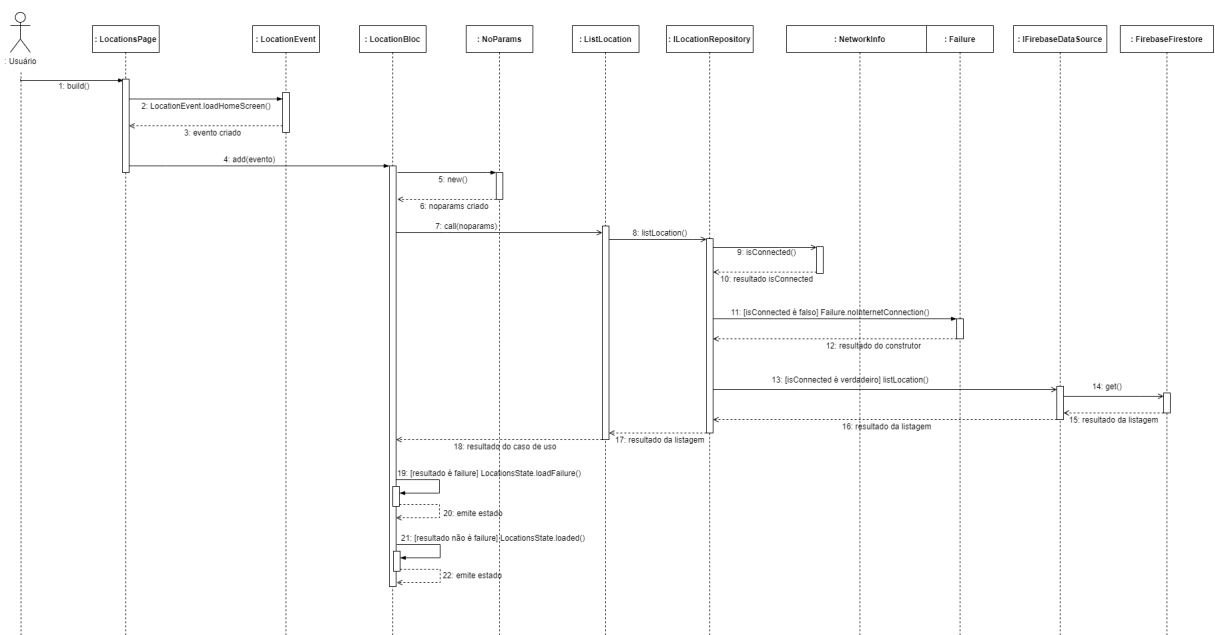 : Usuário
: LocationsPage
: LocationEvent
: LocationBloc
: NoParams
: ListLocation
: ILocationRepository
: NetworkInfo
: Failure
: IFirebaseDataSource
: FirebaseFirestore
1: build()
2: LocationEvent.loadHomeScreen()
3: evento criado
4: add(evento)
5: new()
6: noparams criado
7: call(noparams)
8: listLocation()
9: isConnected()
10: resultado isConnected
11: [isConnected é falso] Failure.noInternetConnection()
12: resultado do construtor
13: [isConnected é verdadeiro] listLocation()
14: get()
15: resultado da listagem
16: resultado da listagem
17: resultado da listagem
18: resultado do caso de uso
19: [resultado é failure] LocationsState.loadFailure()
20: emite estado
21: [resultado não é failure] LocationsState.loaded()
22: emite estado